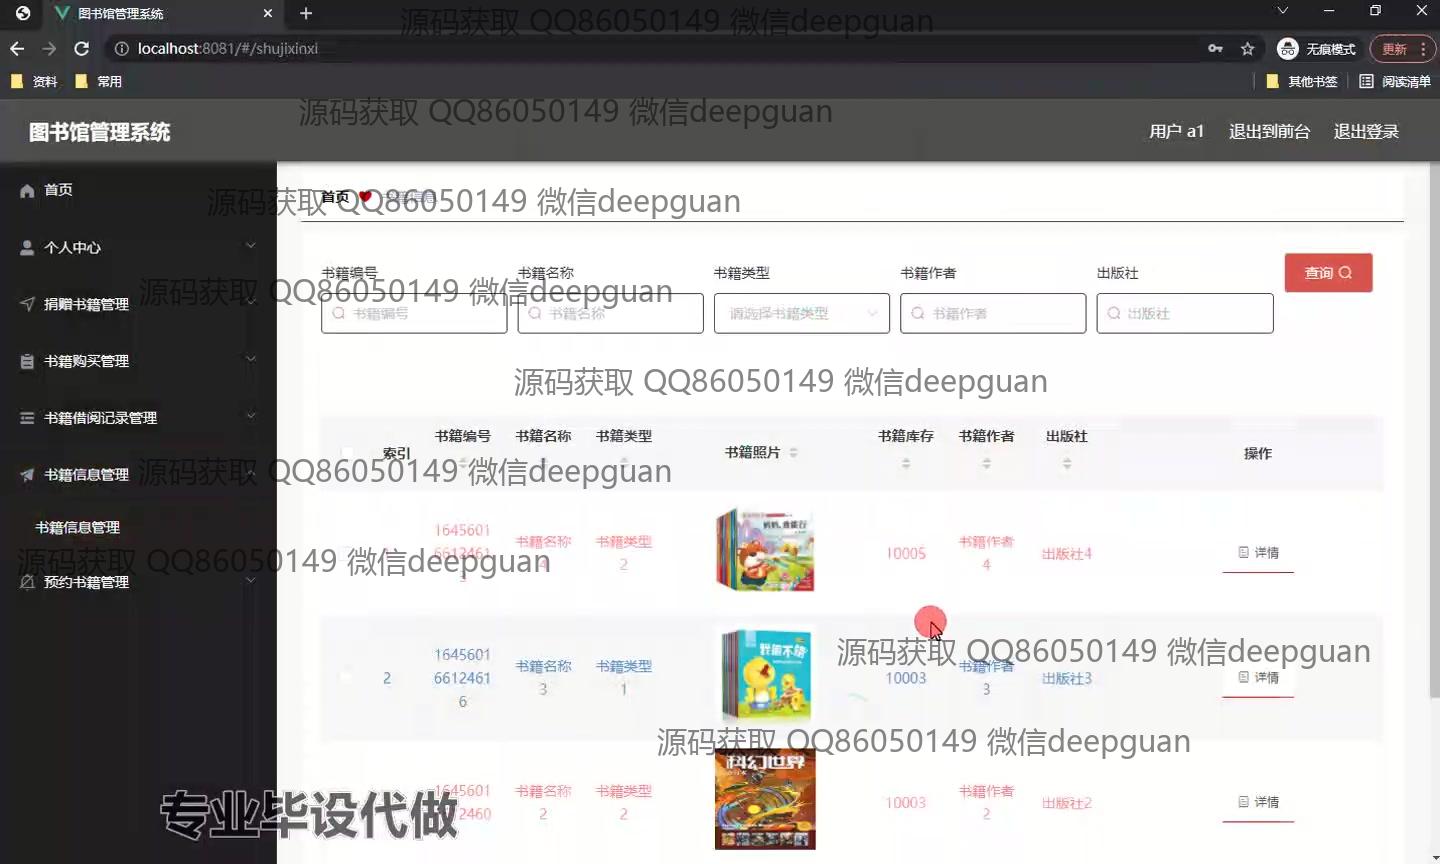 图书馆管理系统
源码获取 QQ86050149 微信deepguan
localhost:8081/#/shujixinxi
无痕模式
更新
资料
常用
其他书签
阅读清单
源码获取 QQ86050149 微信deepguan
图书馆管理系统
用户 a1
退出到前台
退出登录
首页
个人中心
捐赠书籍管理
书籍购买管理
书籍借阅记录管理
书籍信息管理
书籍信息管理
预约书籍管理
首页
源码获取 QQ86050149 微信deepguan
书籍编号
书籍名称
书籍类型
书籍作者
出版社
查询
源码获取 QQ86050149 微信deepguan
书籍编号
书籍名称
请选择书籍类型
书籍作者
出版社
源码获取 QQ86050149 微信deepguan
索引
书籍编号
书籍名称
书籍类型
书籍照片
书籍库存
书籍作者
出版社
操作
源码获取 QQ86050149 微信deepguan
1645601
6612461
书籍名称
4
书籍类型
2
妈妈,我能行
10005
书籍作者
4
出版社4
详情
源码获取 QQ86050149 微信deepguan
2
1645601
6612461
6
书籍名称
3
书籍类型
1
我能不挠
10003
书籍作者
3
出版社3
详情
源码获取 QQ86050149 微信deepguan
源码获取 QQ86050149 微信deepguan
1645601
6612460
书籍名称
2
书籍类型
2
科幻世界
10003
书籍作者
2
出版社2
详情
专业毕设代做